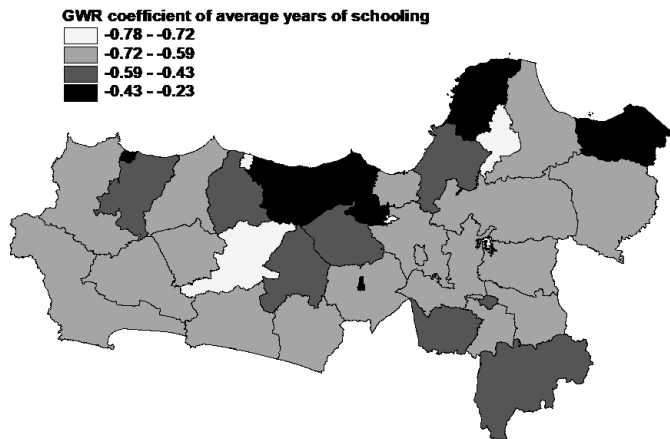 GWR coefficient of average years of schooling
-0.78 - -0.72
-0.72 - -0.59
-0.59 - -0.43
-0.43 - -0.23